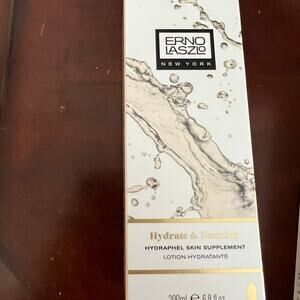 ERNO
LASZLO
NEW YORK
Hydrate & Nourish
HYDRAPHEL SKIN SUPPLEMENT
LOTION HYDRATANTE
200ml ℮ 6.8 fl oz